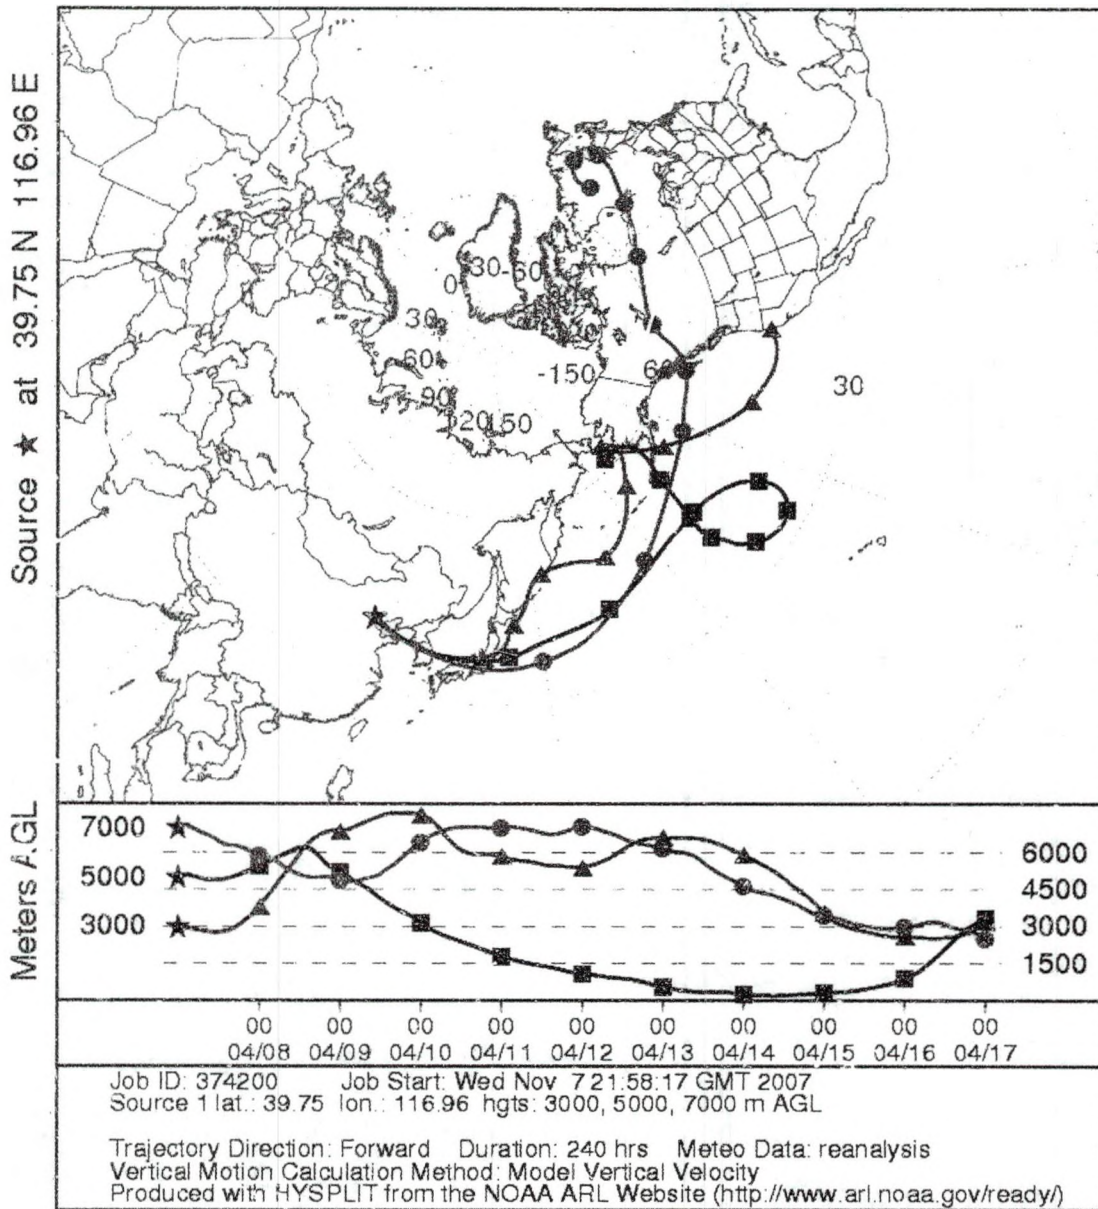 Source ★ at 39.75 N 116.96 E
0
30
-60
30
60
90
120
150
-150
60
30
Meters AGL
7000
5000
3000
6000
4500
3000
1500
00 00 00 00 00 00 00 00 00 00
04/08 04/09 04/10 04/11 04/12 04/13 04/14 04/15 04/16 04/17
Job ID: 374200 Job Start: Wed Nov 7 21:58:17 GMT 2007
Source 1 lat.: 39.75 lon.: 116.96 hgts: 3000, 5000, 7000 m AGL
Trajectory Direction: Forward Duration: 240 hrs Meteo Data: reanalysis
Vertical Motion Calculation Method: Model Vertical Velocity
Produced with HYSPLIT from the NOAA ARL Website (http://www.arl.noaa.gov/ready/)